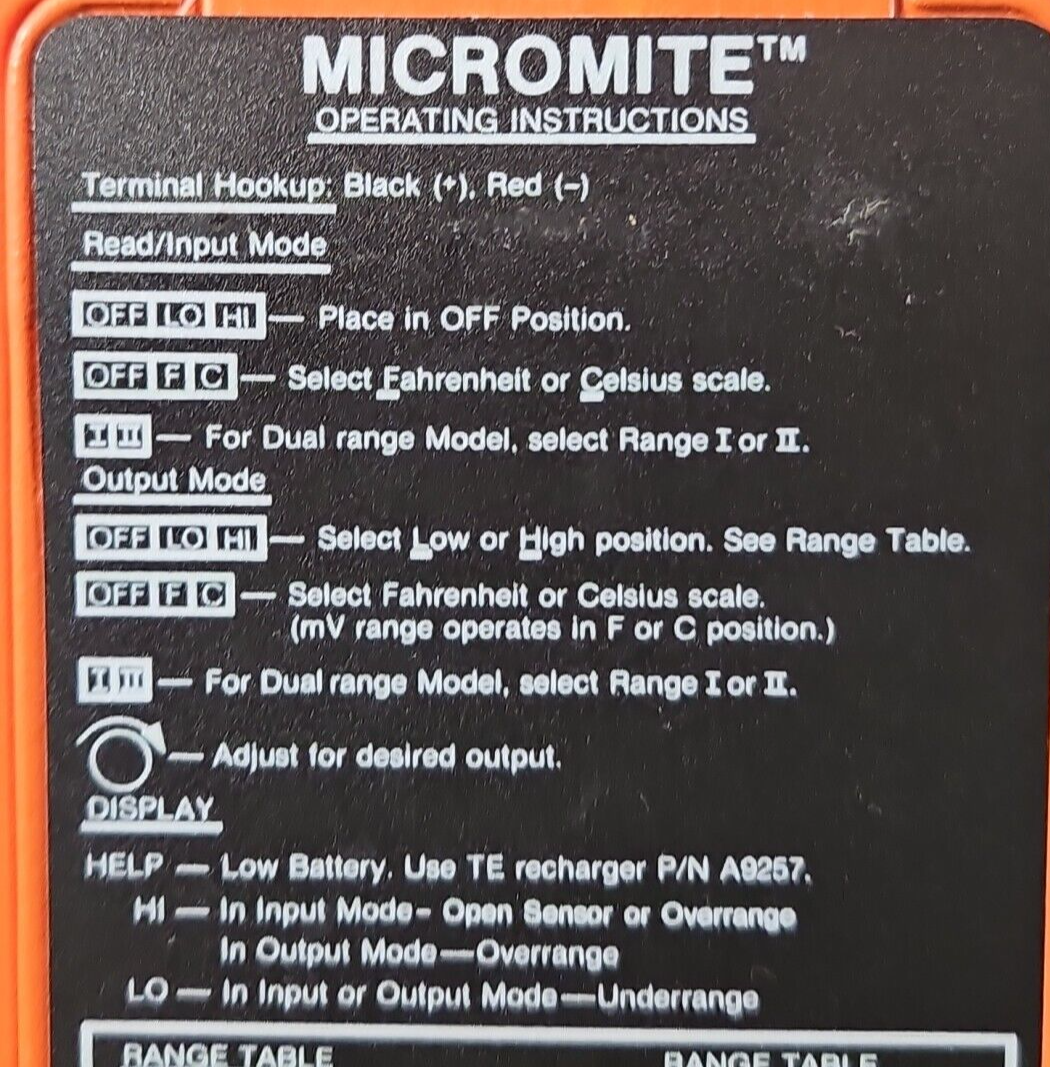 MICROMITE™
OPERATING INSTRUCTIONS
Terminal Hookup: Black (+), Red (-)
Read/Input Mode
OFF LO HI — Place in OFF Position.
OFF F C — Select Fahrenheit or Celsius scale.
I II — For Dual range Model, select Range I or II.
Output Mode
OFF LO HI — Select Low or High position. See Range Table.
OFF F C — Select Fahrenheit or Celsius scale.
(mV range operates in F or C position.)
I II — For Dual range Model, select Range I or II.
— Adjust for desired output.
DISPLAY
HELP — Low Battery. Use TE recharger P/N A9257.
HI — In Input Mode- Open Sensor or Overrange
In Output Mode—Overrange
LO — In Input or Output Mode—Underrange
RANGE TABLE RANGE TABLE